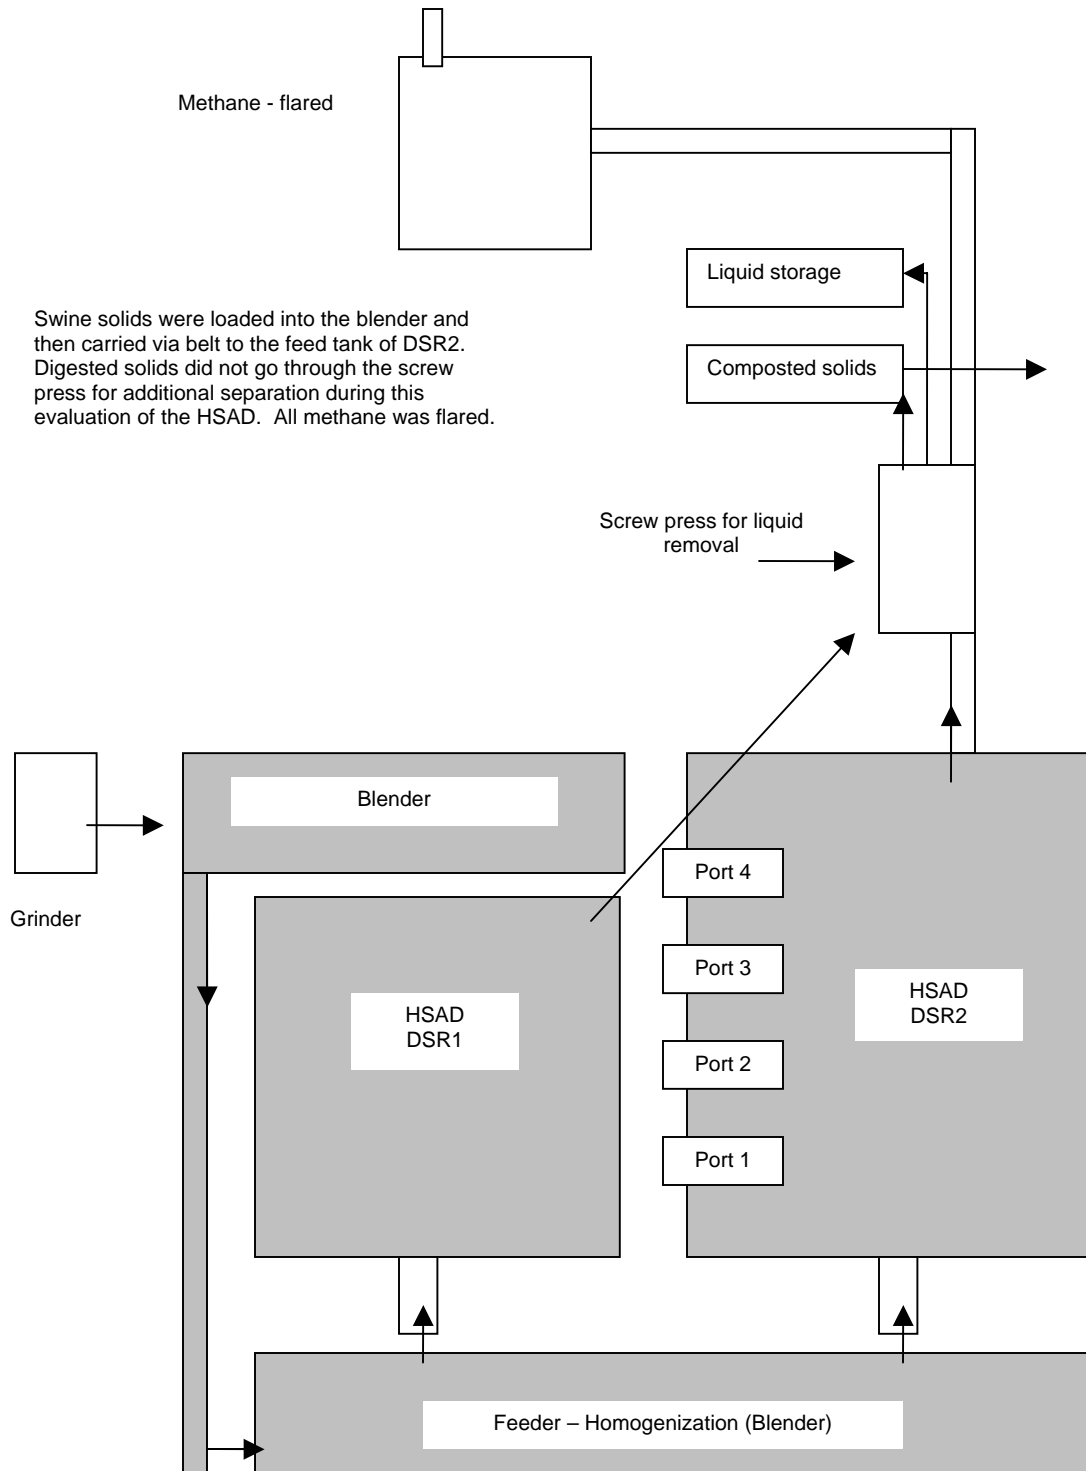 Methane - flared
Liquid storage
Swine solids were loaded into the blender and
then carried via belt to the feed tank of DSR2.
Digested solids did not go through the screw
press for additional separation during this
evaluation of the HSAD.  All methane was flared.
Composted solids
Screw press for liquid
removal
Blender
Port 4
Grinder
Port 3
HSAD
DSR1
HSAD
DSR2
Port 2
Port 1
Feeder – Homogenization (Blender)